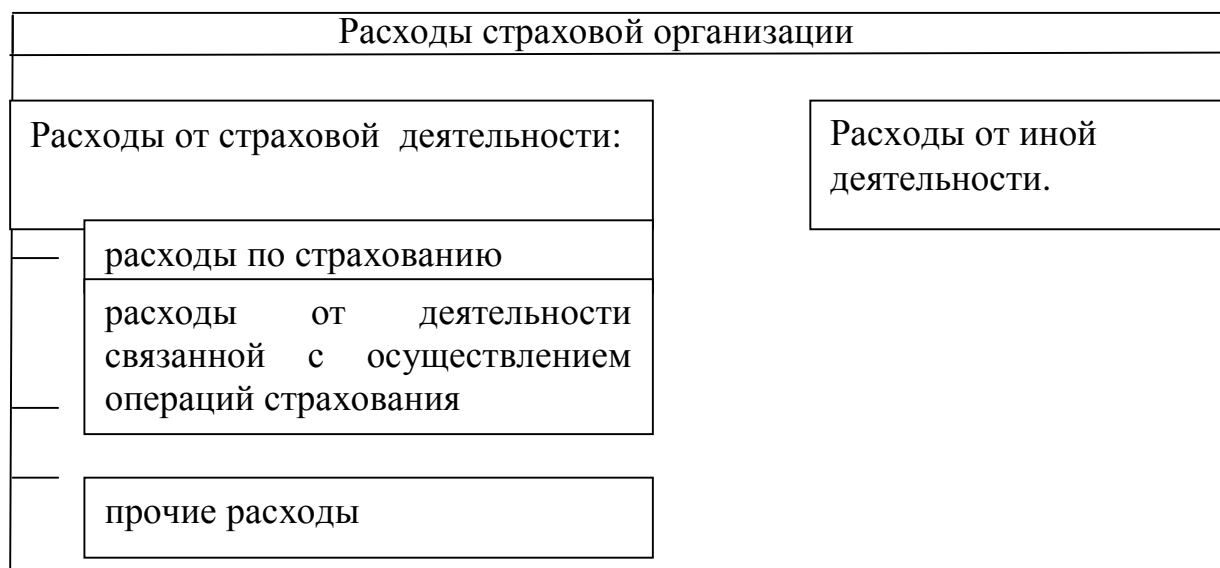 Расходы страховой организации
Расходы от страховой деятельности:
Расходы от иной
деятельности.
расходы по страхованию
расходы от деятельности
связанной с осуществлением
операций страхования
прочие расходы